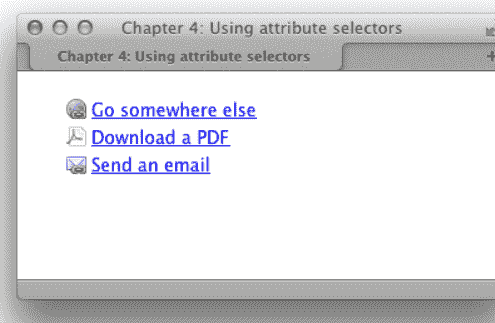 Chapter 4: Using attribute selectors
Chapter 4: Using attribute selectors
Go somewhere else
Download a PDF
Send an email